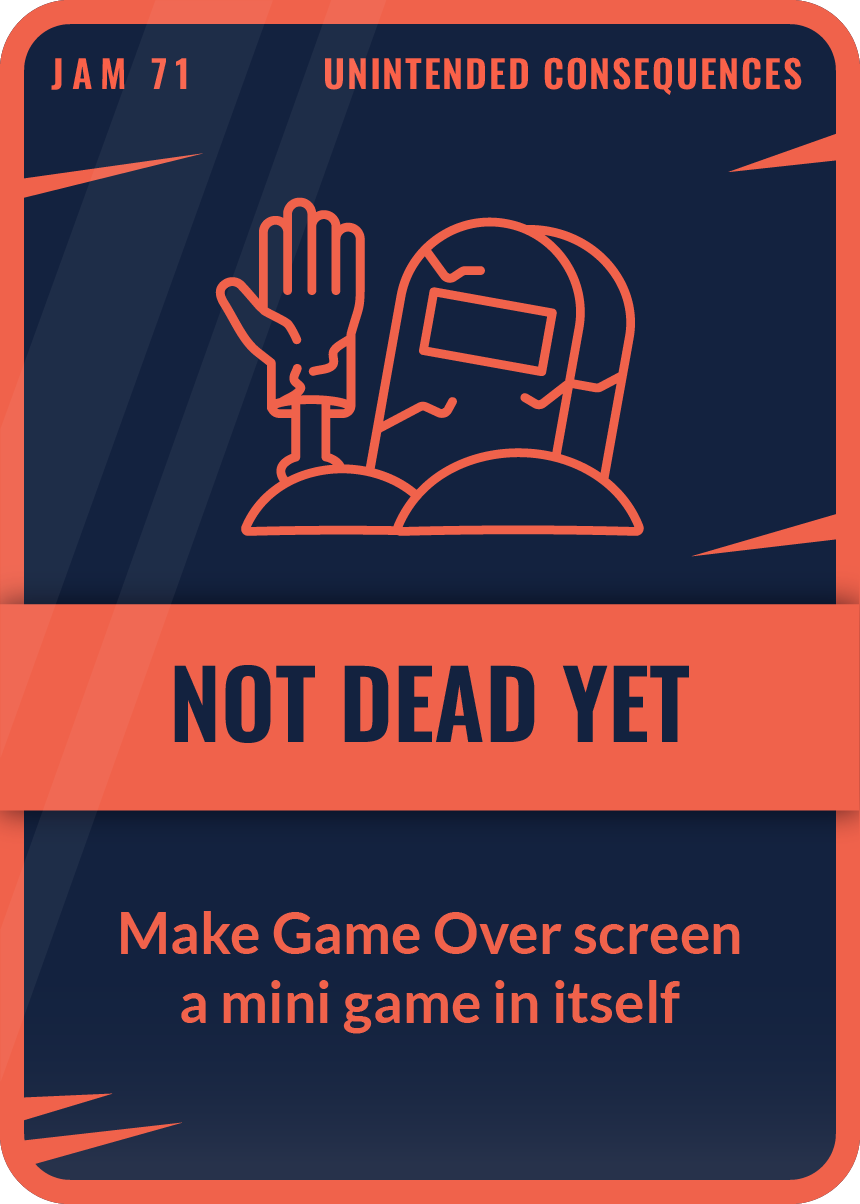 JAM 71
UNINTENDED CONSEQUENCES
NOT DEAD YET
Make Game Over screen
a mini game in itself